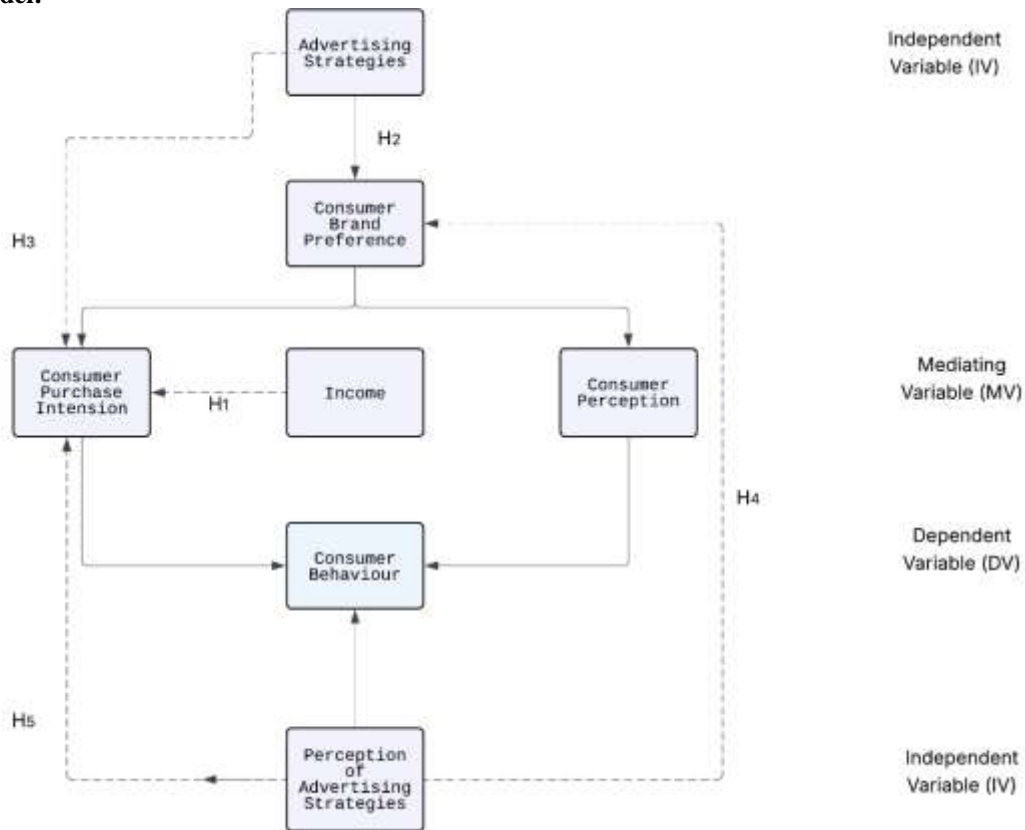 del.
Advertising
Strategies
Independent
Variable (IV)
H2
Consumer
Brand
Preference
H3
Consumer
Purchase
Intension
H1
Income
Consumer
Perception
Mediating
Variable (MV)
H4
Consumer
Behaviour
Dependent
Variable (DV)
H5
Perception
of
Advertising
Strategies
Independent
Variable (IV)